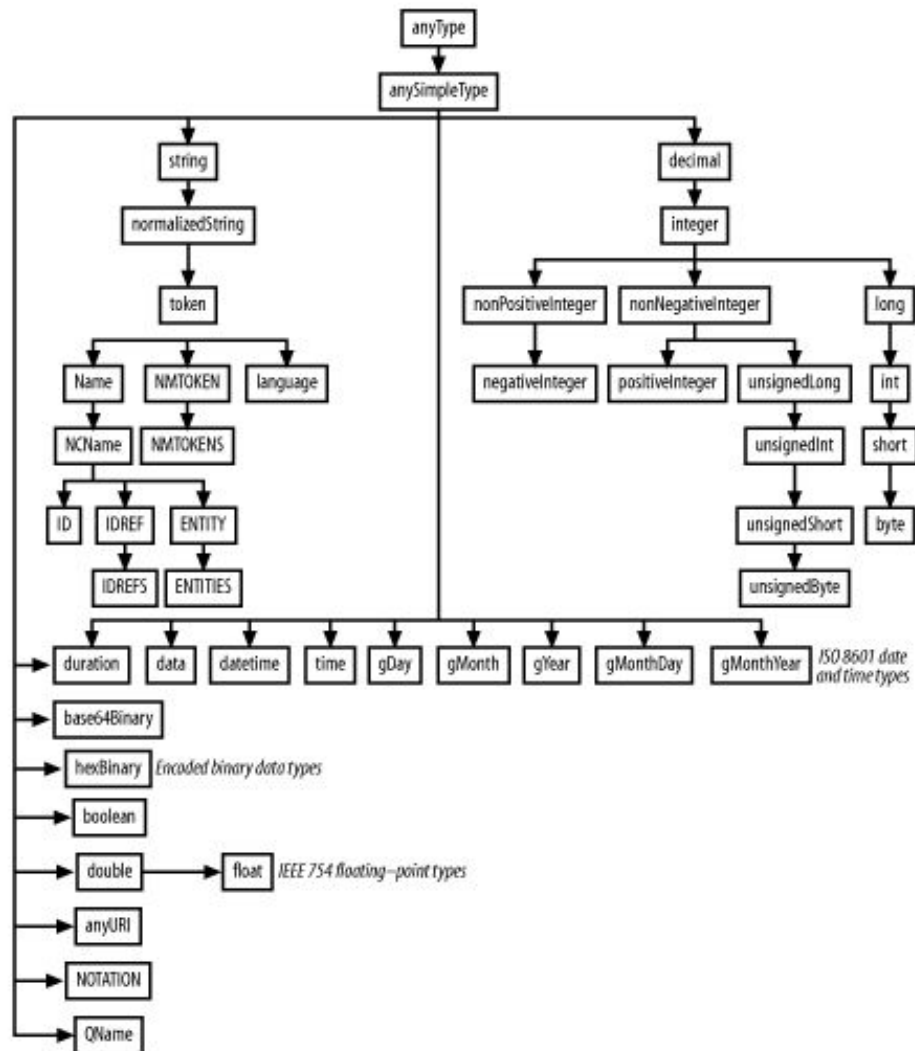 anyType
anySimpleType
string
decimal
normalizedString
integer
token
nonPositiveInteger
nonNegativeInteger
long
Name
NMTOKEN
language
negativeInteger
positiveInteger
unsignedLong
int
NCName
NMTOKENS
unsignedInt
short
ID
IDREF
ENTITY
unsignedShort
byte
IDREFS
ENTITIES
unsignedByte
duration
data
datetime
time
gDay
gMonth
gYear
gMonthDay
gMonthYear
ISO 8601 date
and time types
base64Binary
hexBinary
Encoded binary data types
boolean
double
float
IEEE 754 floating–point types
anyURI
NOTATION
QName